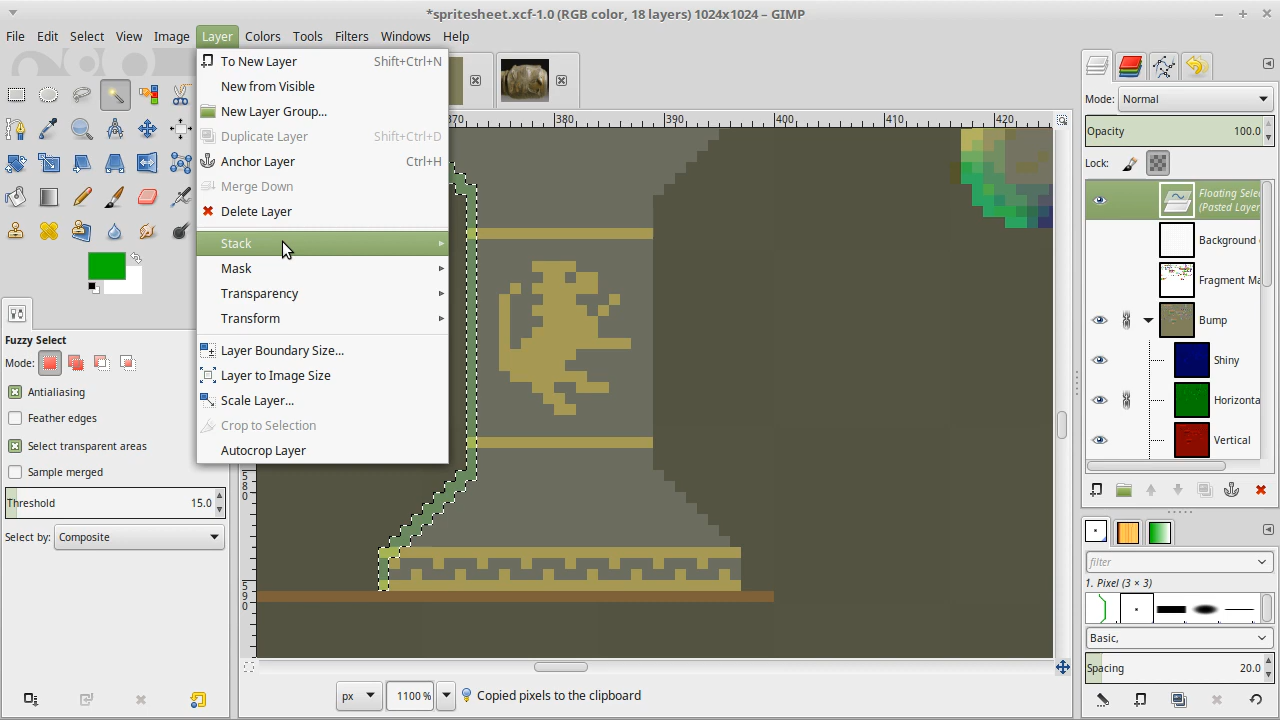 *spritesheet.xcf-1.0 (RGB color, 18 layers) 1024x1024 – GIMP
File Edit Select View Image Layer Colors Tools Filters Windows Help
To New Layer Shift+Ctrl+N
New from Visible
New Layer Group...
Duplicate Layer Shift+Ctrl+D
Anchor Layer Ctrl+H
Merge Down
Delete Layer
Stack
Mask
Transparency
Transform
Layer Boundary Size...
Layer to Image Size
Scale Layer...
Crop to Selection
Autocrop Layer
Fuzzy Select
Mode:
Antialiasing
Feather edges
Select transparent areas
Sample merged
Threshold 15.0
Select by: Composite
370 380 390 400 410 420
580
590
px 1100 % Copied pixels to the clipboard
Mode: Normal
Opacity 100.0
Lock:
Floating Sele
(Pasted Layer
Background
Fragment Ma
Bump
Shiny
Horizonta
Vertical
filter
1. Pixel (3 × 3)
Basic,
Spacing 20.0